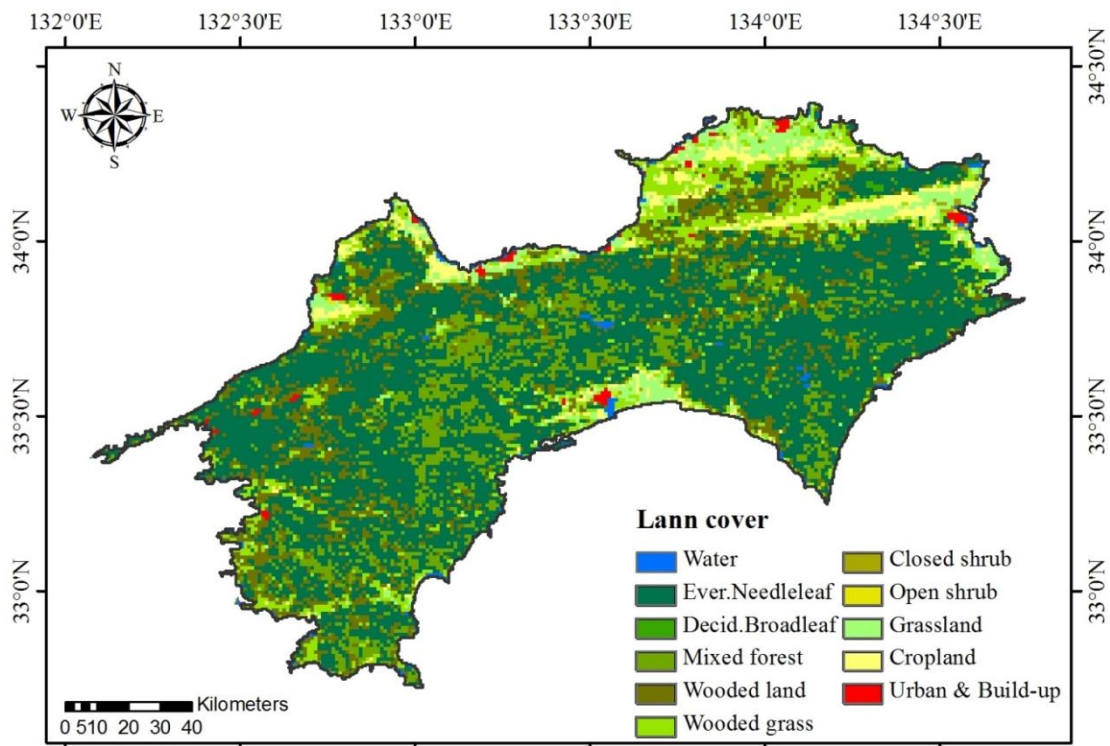 132°0'E 132°30'E 133°0'E 133°30'E 134°0'E 134°30'E
N
W E
S
34°30'N
34°0'N
33°30'N
33°0'N
34°30'N
34°0'N
33°30'N
33°0'N
Lann cover
Water
Ever.Needleleaf
Decid.Broadleaf
Mixed forest
Wooded land
Wooded grass
Closed shrub
Open shrub
Grassland
Cropland
Urban & Build-up
Kilometers
0 510 20 30 40